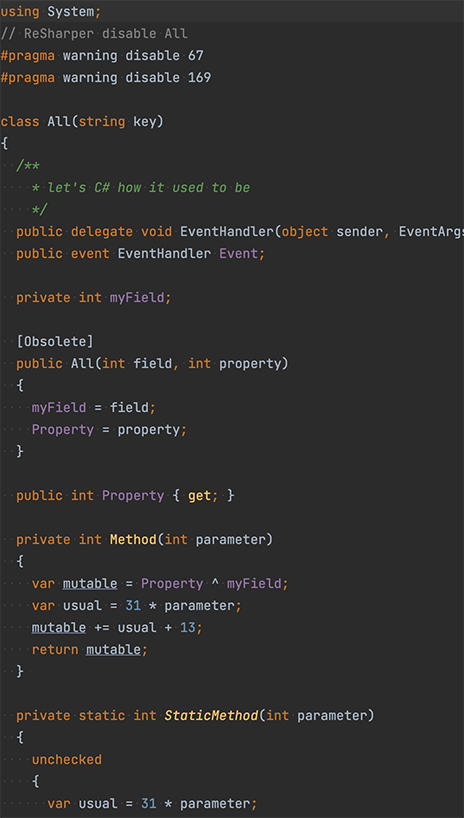 using System;
// ReSharper disable All
#pragma warning disable 67
#pragma warning disable 169

class All(string key)
{
  /**
    * let's C# how it used to be
    */
  public delegate void EventHandler(object sender, EventArgs
  public event EventHandler Event;

  private int myField;

  [Obsolete]
  public All(int field, int property)
  {
    myField = field;
    Property = property;
  }

  public int Property { get; }

  private int Method(int parameter)
  {
    var mutable = Property ^ myField;
    var usual = 31 * parameter;
    mutable += usual + 13;
    return mutable;
  }

  private static int StaticMethod(int parameter)
  {
    unchecked
    {
      var usual = 31 * parameter;